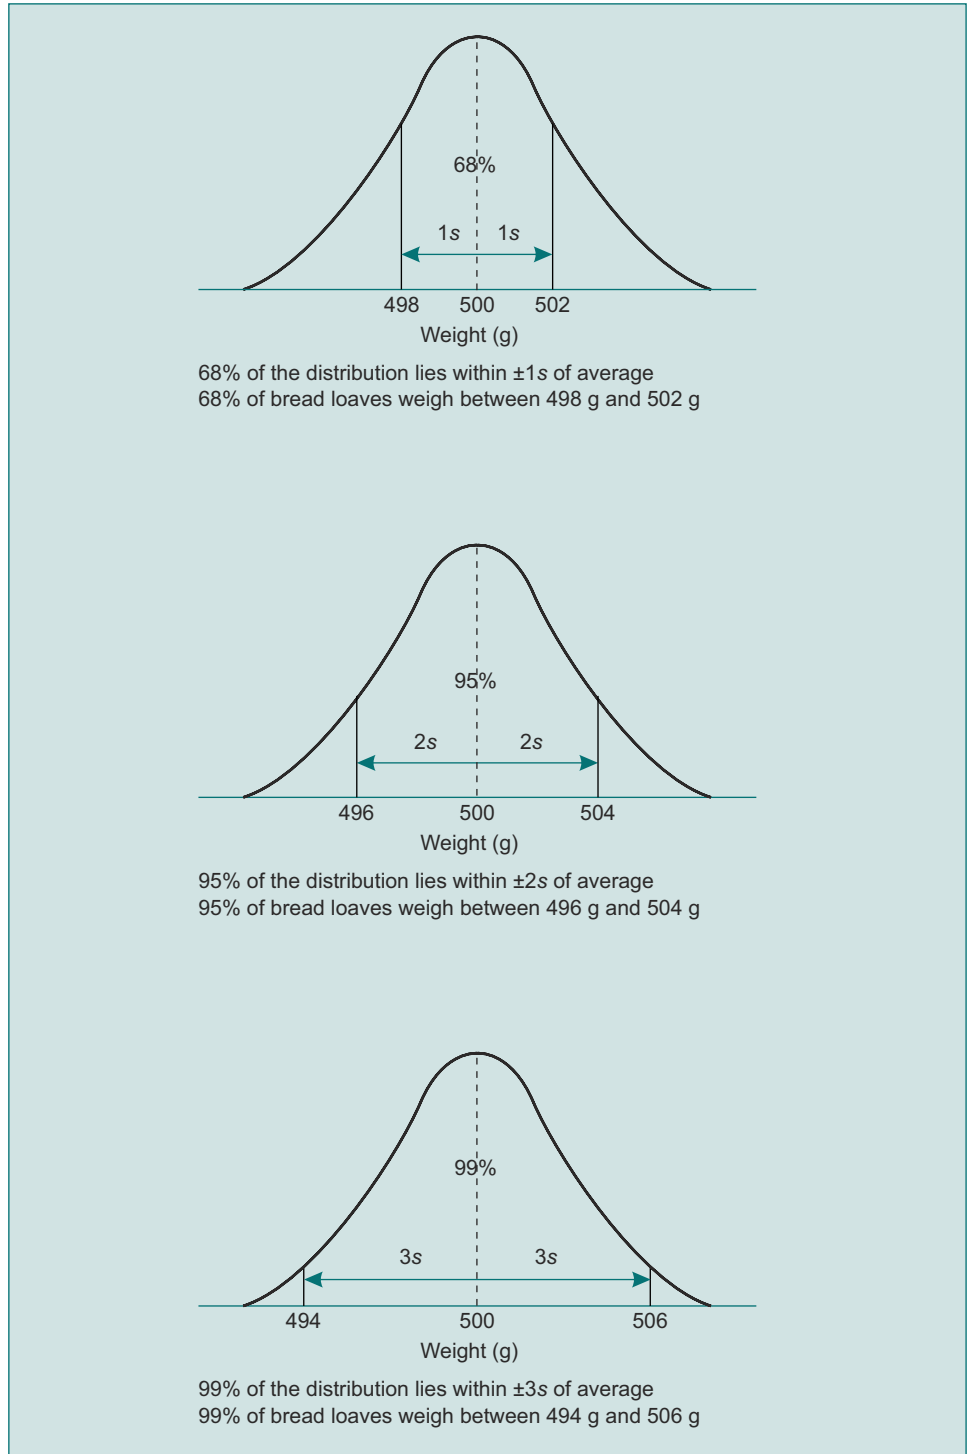 68%
1s 1s
498 500 502
Weight (g)
68% of the distribution lies within ±1s of average
68% of bread loaves weigh between 498 g and 502 g
95%
2s 2s
496 500 504
Weight (g)
95% of the distribution lies within ±2s of average
95% of bread loaves weigh between 496 g and 504 g
99%
3s 3s
494 500 506
Weight (g)
99% of the distribution lies within ±3s of average
99% of bread loaves weigh between 494 g and 506 g